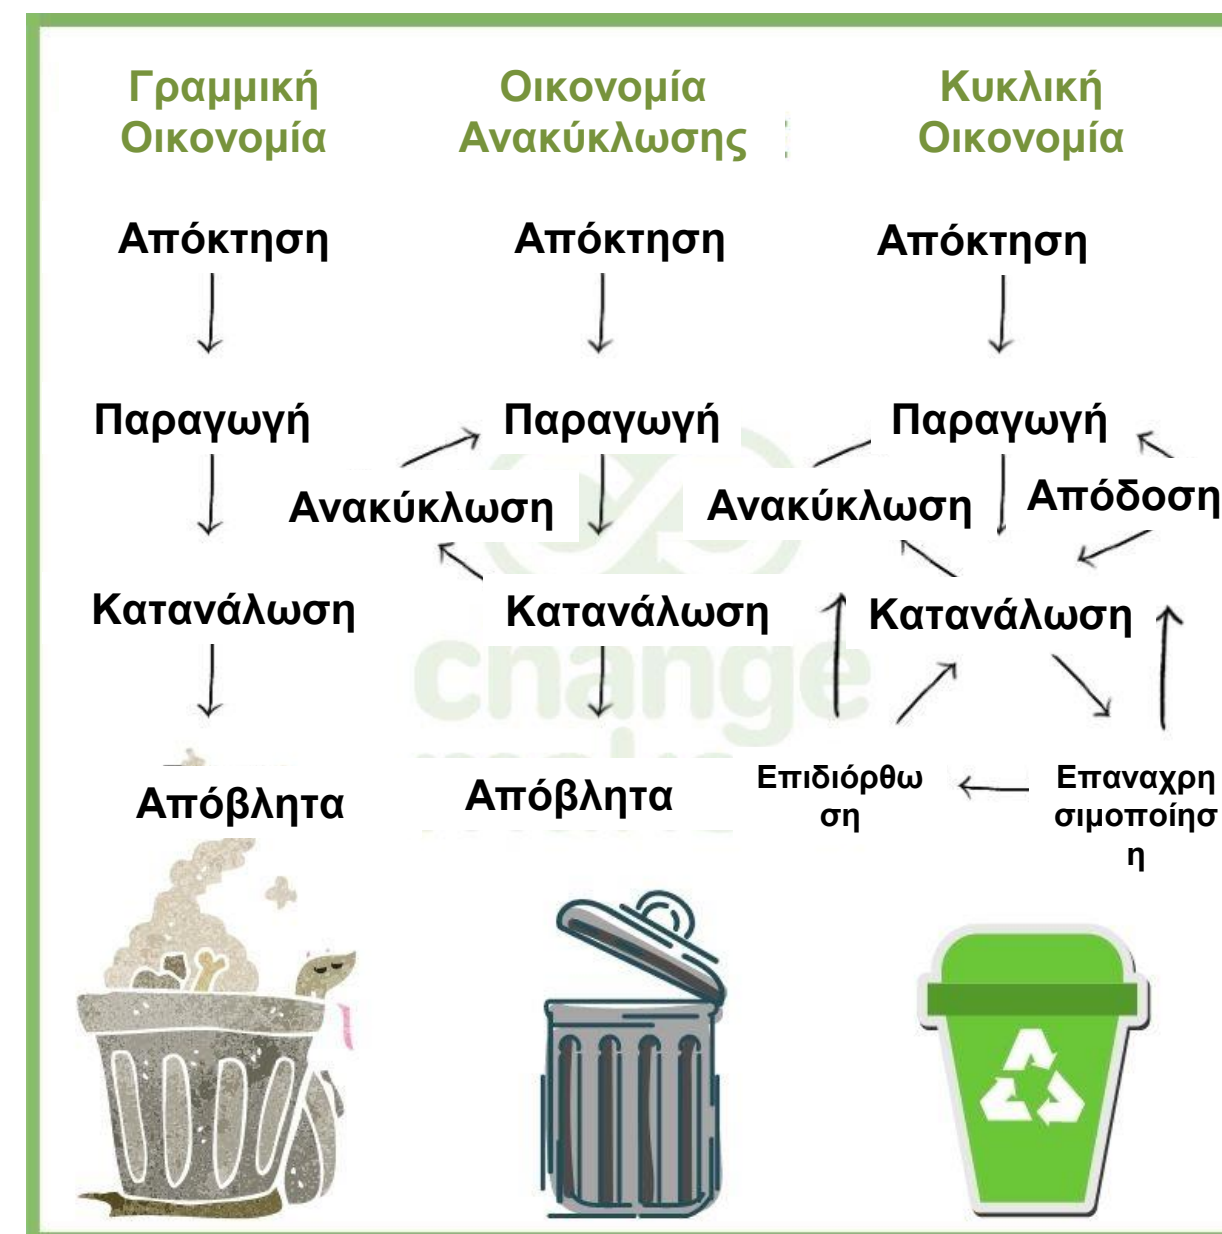 Γραμμική
Οικονομία
Απόκτηση
Παραγωγή
Κατανάλωση
Απόβλητα
Οικονομία
Ανακύκλωσης
Απόκτηση
Παραγωγή
Ανακύκλωση
Κατανάλωση
Απόβλητα
Κυκλική
Οικονομία
Απόκτηση
Παραγωγή
Ανακύκλωση
Απόδοση
Κατανάλωση
Επιδιόρθω
ση
Επαναχρη
σιμοποίησ
η
change